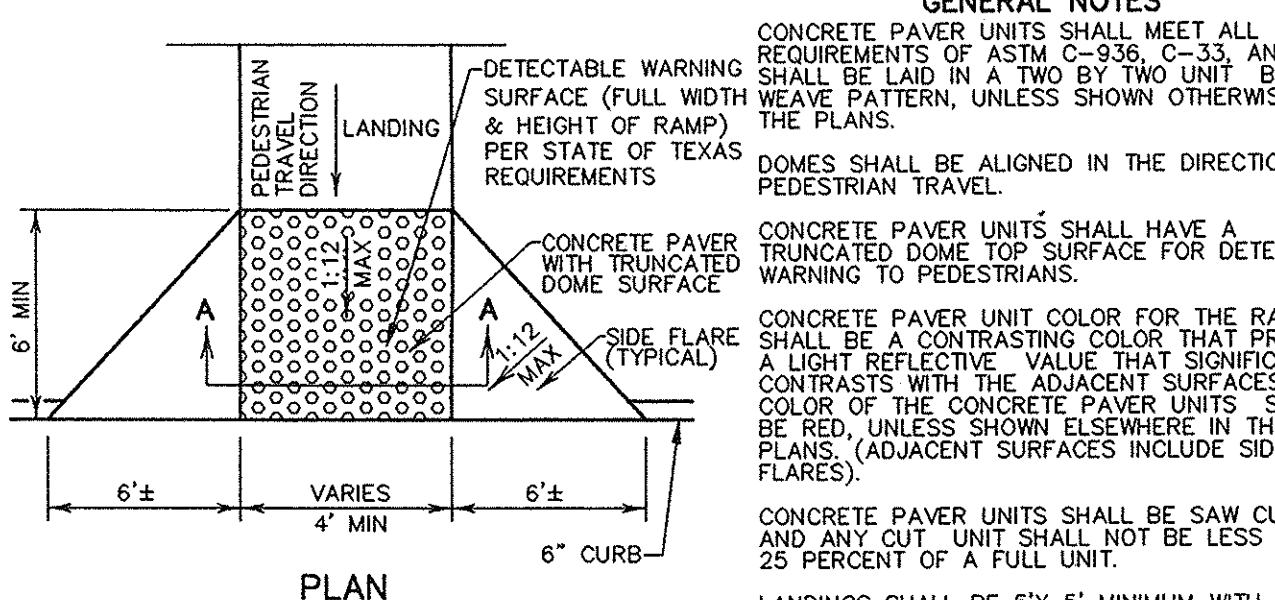 PEDESTRIAN
TRAVEL
DIRECTION
LANDING
DETECTABLE WARNING
SURFACE (FULL WIDTH
& HEIGHT OF RAMP)
PER STATE OF TEXAS
REQUIREMENTS
1:12
MAX
CONCRETE PAVER
WITH TRUNCATED
DOME SURFACE
6' MIN
A
A
1:12
MAX
SIDE FLARE
(TYPICAL)
6'±
VARIES
4' MIN
6'±
6" CURB
PLAN
GENERAL NOTES
CONCRETE PAVER UNITS SHALL MEET ALL
REQUIREMENTS OF ASTM C-936, C-33, AN
SHALL BE LAID IN A TWO BY TWO UNIT B
WEAVE PATTERN, UNLESS SHOWN OTHERWIS
THE PLANS.
DOMES SHALL BE ALIGNED IN THE DIRECTIO
PEDESTRIAN TRAVEL.
CONCRETE PAVER UNITS SHALL HAVE A
TRUNCATED DOME TOP SURFACE FOR DETE
WARNING TO PEDESTRIANS.
CONCRETE PAVER UNIT COLOR FOR THE RA
SHALL BE A CONTRASTING COLOR THAT PR
A LIGHT REFLECTIVE VALUE THAT SIGNIFIC
CONTRASTS WITH THE ADJACENT SURFACES
COLOR OF THE CONCRETE PAVER UNITS S
BE RED, UNLESS SHOWN ELSEWHERE IN TH
PLANS. (ADJACENT SURFACES INCLUDE SID
FLARES).
CONCRETE PAVER UNITS SHALL BE SAW CU
AND ANY CUT UNIT SHALL NOT BE LESS
25 PERCENT OF A FULL UNIT.
LANDINGS SHALL BE 5'X 5' MINIMUM WITH